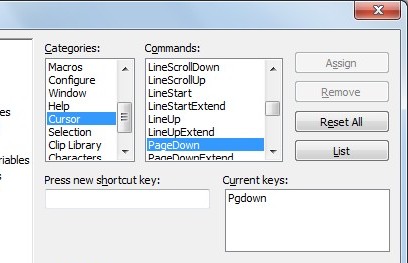 Categories:
Commands:
Macros
Configure
Window
Help
Cursor
Selection
Clip Library
Characters
LineScrollDown
LineScrollUp
LineStart
LineStartExtend
LineUp
LineUpExtend
PageDown
PageDownExtend
Assign
Remove
Reset All
List
es
ariables
s
Press new shortcut key:
Current keys:
Pgdown